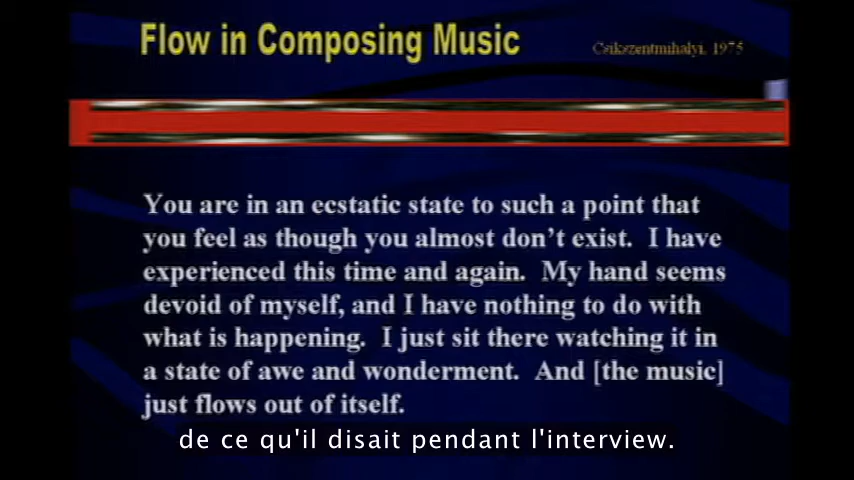 Flow in Composing Music
Csikszentmihalyi, 1975
You are in an ecstatic state to such a point that
you feel as though you almost don't exist. I have
experienced this time and again. My hand seems
devoid of myself, and I have nothing to do with
what is happening. I just sit there watching it in
a state of awe and wonderment. And [the music]
just flows out of itself.
de ce qu'il disait pendant l'interview.